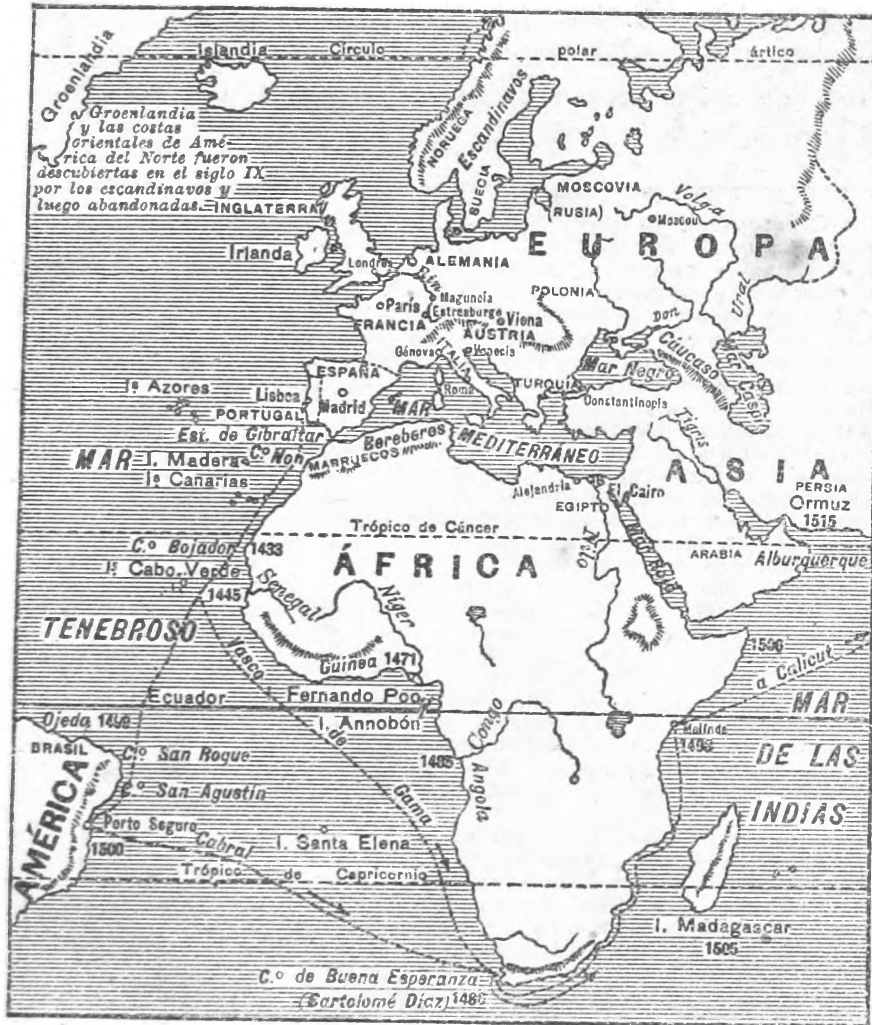 Groenlandia
Islandia
Círculo polar ártico
Groenlandia
y las costas
orientales de Amé-
rica del Norte fueron
descubiertas en el siglo IX
por los escandinavos y
luego abandonadas.
NORUEGA
Escandinavos
SUECIA
MOSCOVIA
(RUSIA)
Volga
Moscou
INGLATERRA
Irlanda
Londres
EUROPA
ALEMANIA
Rin
POLONIA
Don
Ural
París
Maguncia
Estrasburgo
Viena
FRANCIA
AUSTRIA
Génova
ITALIA
Venecia
Mar Negro
Cáucaso
Mar Caspio
ESPAÑA
Is Azores
Lisboa
Madrid
Roma
TURQUÍA
Constantinopla
PORTUGAL
MAR
MEDITERRÁNEO
Est. de Gibraltar
Bereberes
Tigris
MAR
I. Madera
C.º Non
MARRUECOS
ASIA
Is Canarias
Alejandría
El Cairo
EGIPTO
PERSIA
Ormuz
1515
Trópico de Cáncer
C.º Bojador
1433
ÁFRICA
Nilo
Mar Rojo
ARABIA
Alburquerque
Is Cabo Verde
1445
Senegal
Níger
TENEBROSO
Vasco de Gama
Guinea
1471
a Calicut
Ecuador
Fernando Poo
MAR
DE LAS
INDIAS
Ojeda
I. Annobón
Congo
Melinda
BRASIL
C.º San Roque
1485
Angola
AMÉRICA
C.º San Agustín
Porto Seguro
1500
Cabral
I. Santa Elena
Trópico de Capricornio
I. Madagascar
1505
C.º de Buena Esperanza
(Bartolomé Díaz)